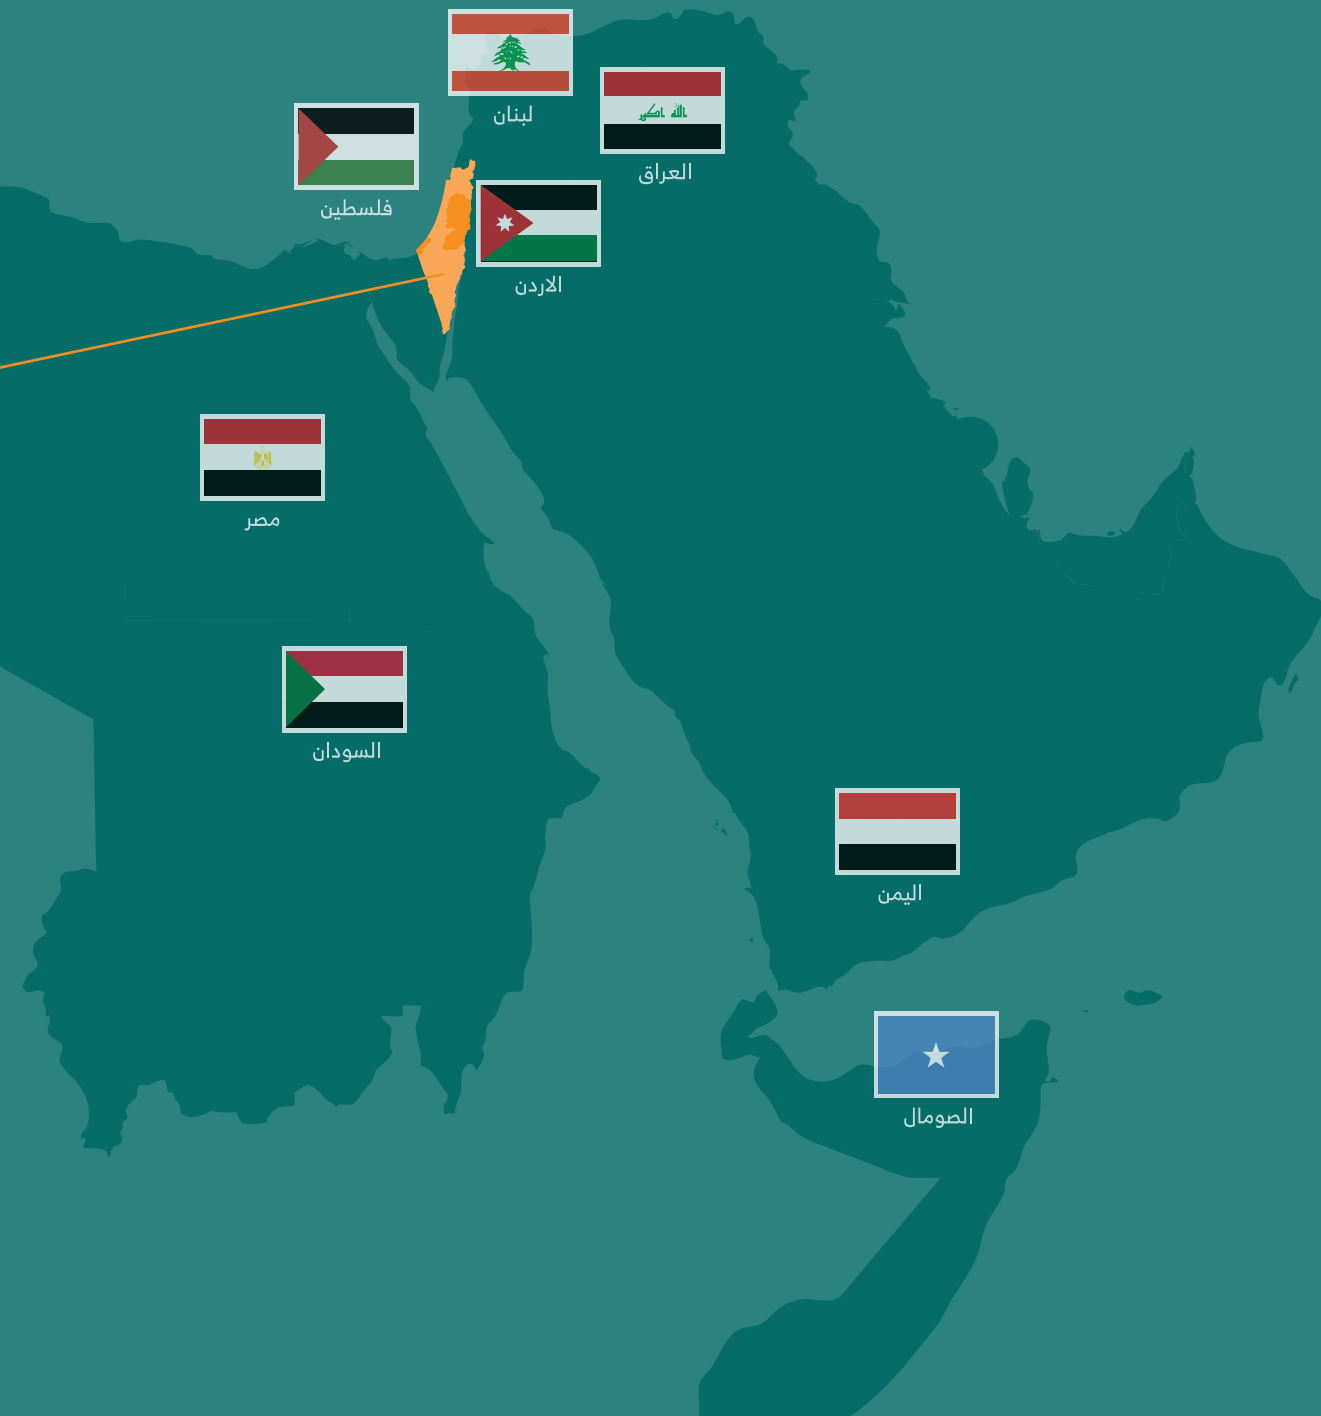 لبنان
العراق
فلسطين
الاردن
مصر
السودان
اليمن
الصومال